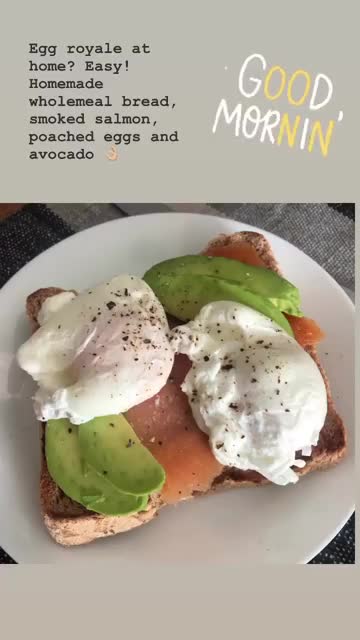 Egg royale at
home? Easy!
Homemade
wholemeal bread,
smoked salmon,
poached eggs and
avocado 👌🏻
GOOD
MORNIN'